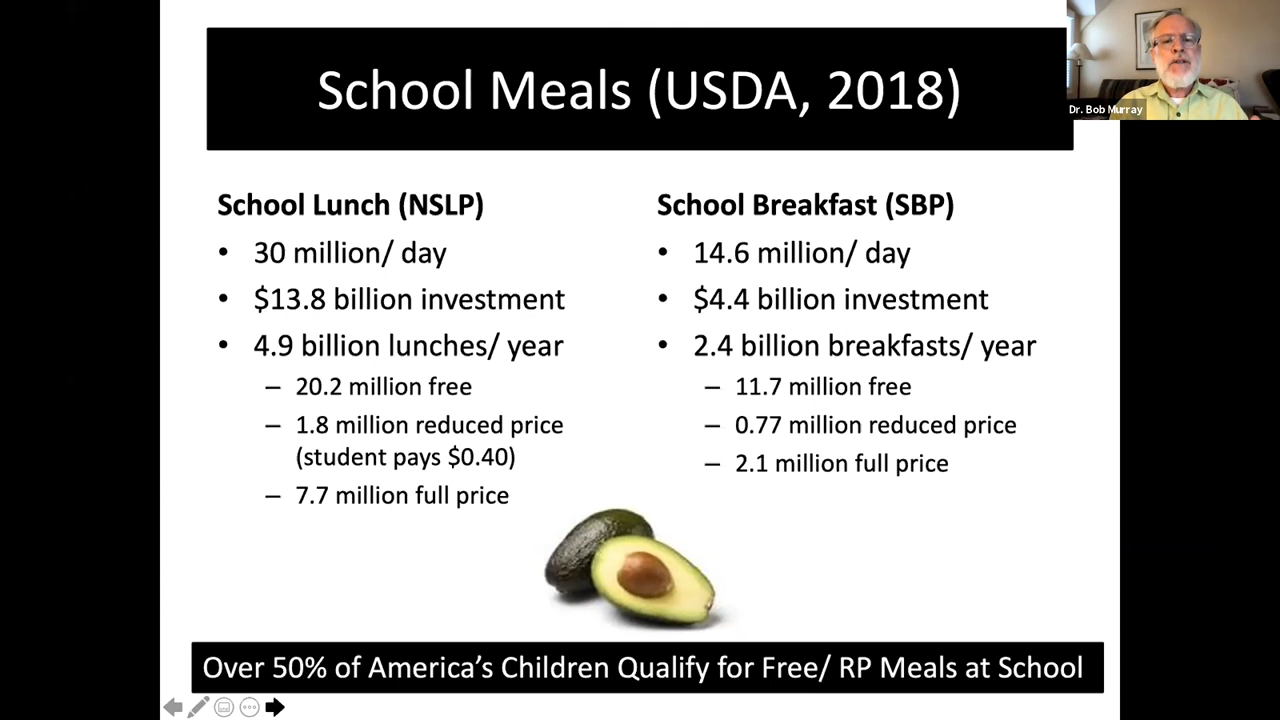 School Meals (USDA, 2018)
Dr. Bob Murray
School Lunch (NSLP)
• 30 million/ day
• $13.8 billion investment
• 4.9 billion lunches/ year
– 20.2 million free
– 1.8 million reduced price
(student pays $0.40)
– 7.7 million full price
School Breakfast (SBP)
• 14.6 million/ day
• $4.4 billion investment
• 2.4 billion breakfasts/ year
– 11.7 million free
– 0.77 million reduced price
– 2.1 million full price
Over 50% of America’s Children Qualify for Free/ RP Meals at School